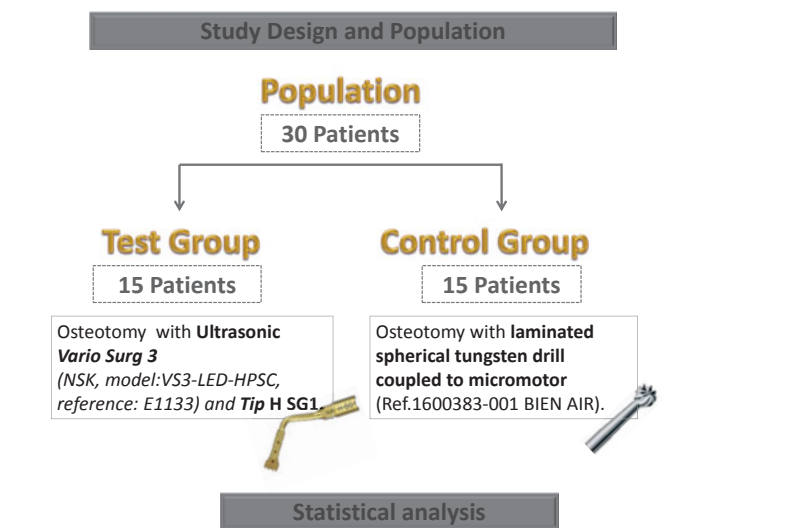 Study Design and Population
Population
30 Patients
Test Group
Control Group
15 Patients
15 Patients
Osteotomy with Ultrasonic
Vario Surg 3
(NSK, model:VS3-LED-HPSC,
reference: E1133) and Tip H SG1.
Osteotomy with laminated
spherical tungsten drill
coupled to micromotor
(Ref.1600383-001 BIEN AIR).
Statistical analysis